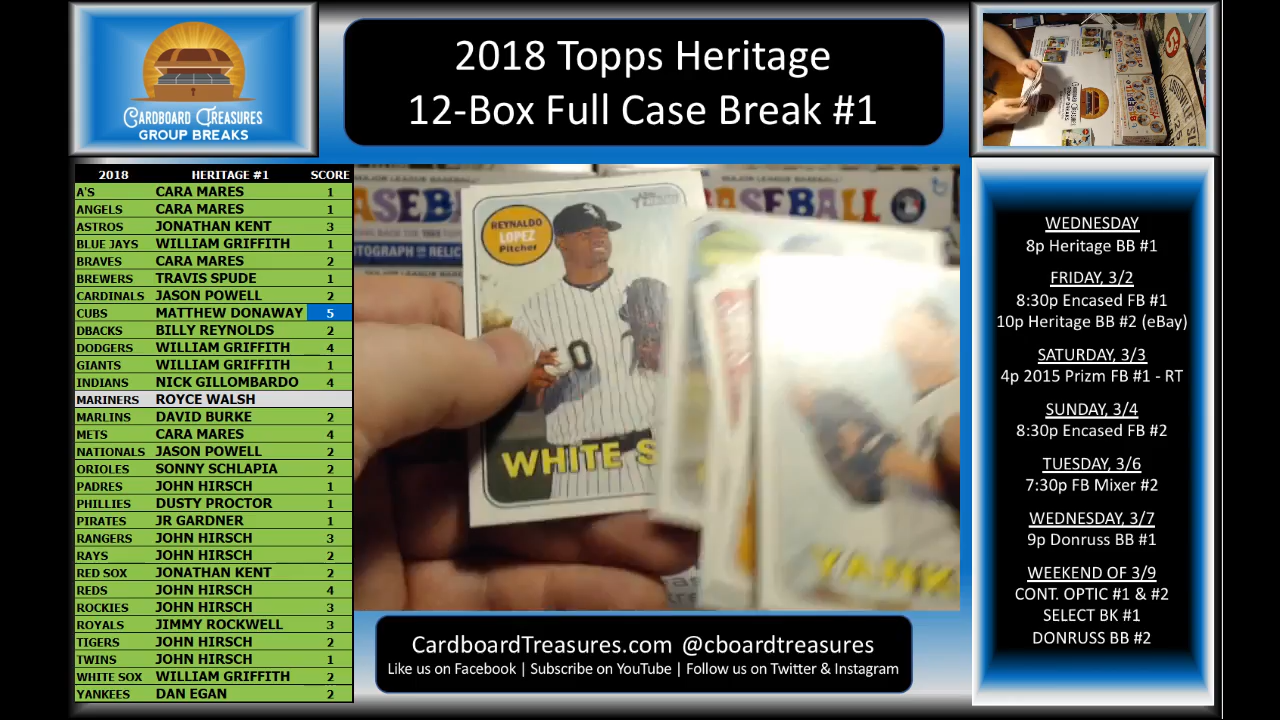 CARDBOARD TREASURES
GROUP BREAKS
2018 Topps Heritage
12-Box Full Case Break #1
2018 HERITAGE #1 SCORE
A'S CARA MARES 1
ANGELS CARA MARES 1
ASTROS JONATHAN KENT 3
BLUE JAYS WILLIAM GRIFFITH 1
BRAVES CARA MARES 2
BREWERS TRAVIS SPUDE 1
CARDINALS JASON POWELL 2
CUBS MATTHEW DONAWAY 5
DBACKS BILLY REYNOLDS 2
DODGERS WILLIAM GRIFFITH 4
GIANTS WILLIAM GRIFFITH 1
INDIANS NICK GILLOMBARDO 4
MARINERS ROYCE WALSH
MARLINS DAVID BURKE 2
METS CARA MARES 4
NATIONALS JASON POWELL 2
ORIOLES SONNY SCHLAPIA 2
PADRES JOHN HIRSCH 1
PHILLIES DUSTY PROCTOR 1
PIRATES JR GARDNER 1
RANGERS JOHN HIRSCH 3
RAYS JOHN HIRSCH 2
RED SOX JONATHAN KENT 2
REDS JOHN HIRSCH 4
ROCKIES JOHN HIRSCH 3
ROYALS JIMMY ROCKWELL 3
TIGERS JOHN HIRSCH 2
TWINS JOHN HIRSCH 1
WHITE SOX WILLIAM GRIFFITH 2
YANKEES DAN EGAN 2
ASEBA
BASEBALL
AUTOGRAPH OR RELIC
REYNALDO
LOPEZ
Pitcher
WHITE S
YANK
CardboardTreasures.com @cboardtreasures
Like us on Facebook | Subscribe on YouTube | Follow us on Twitter & Instagram
WEDNESDAY
8p Heritage BB #1
FRIDAY, 3/2
8:30p Encased FB #1
10p Heritage BB #2 (eBay)
SATURDAY, 3/3
4p 2015 Prizm FB #1 - RT
SUNDAY, 3/4
8:30p Encased FB #2
TUESDAY, 3/6
7:30p FB Mixer #2
WEDNESDAY, 3/7
9p Donruss BB #1
WEEKEND OF 3/9
CONT. OPTIC #1 & #2
SELECT BK #1
DONRUSS BB #2